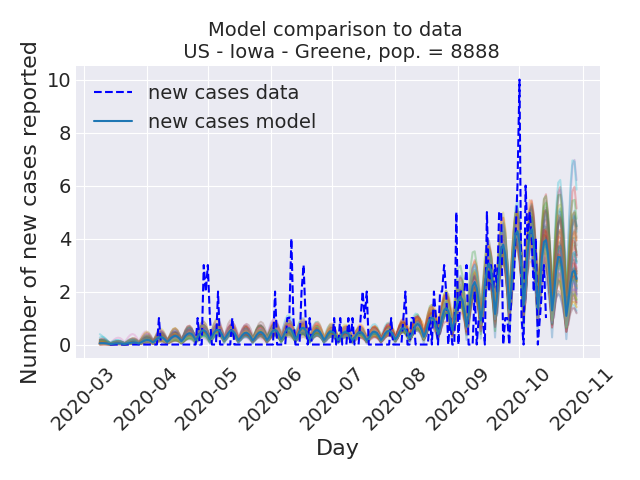 Model comparison to data
US - Iowa - Greene, pop. = 8888
Number of new cases reported
10
8
6
4
2
0
new cases data
new cases model
2020-03
2020-04
2020-05
2020-06
2020-07
2020-08
2020-09
2020-10
2020-11
Day